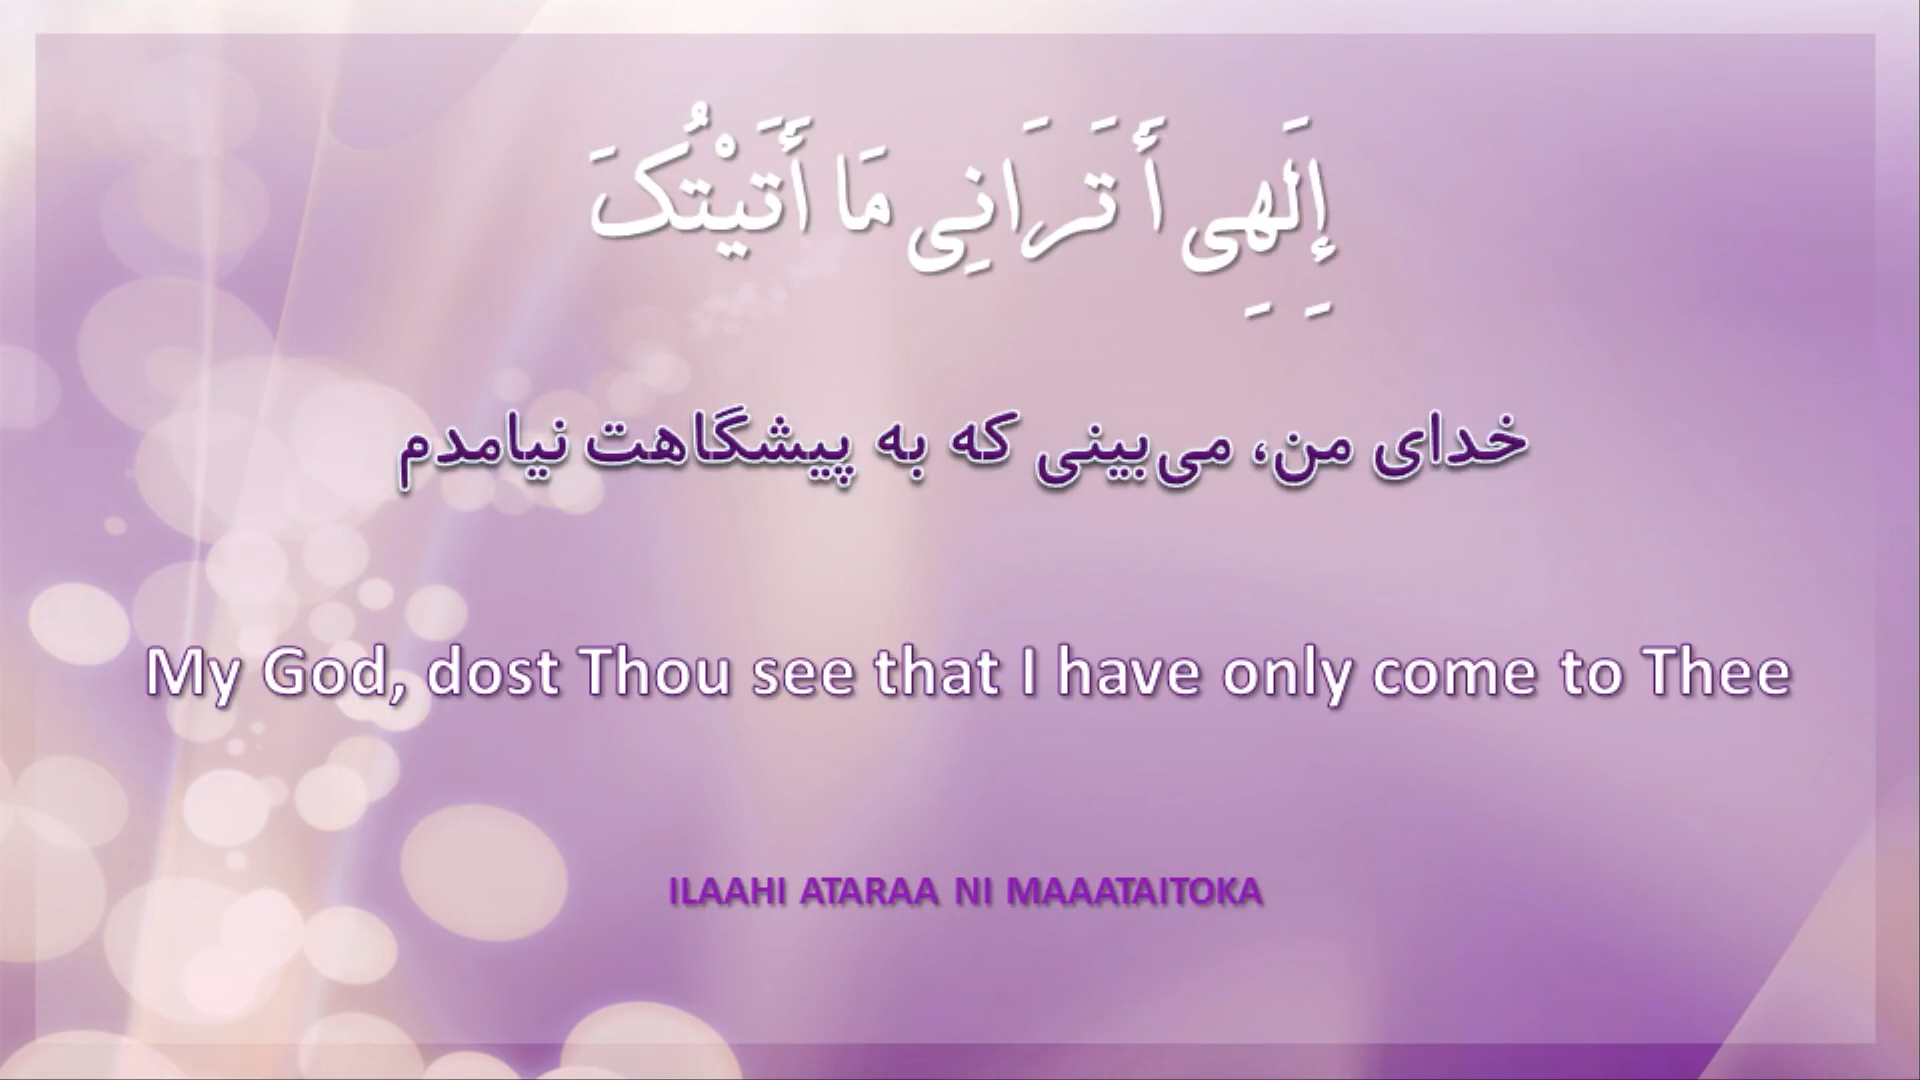 إِلَهِی أَ تَرَانِی مَا أَتَیْتُکَ
خدای من، می‌بینی که به پیشگاهت نیامدم
My God, dost Thou see that I have only come to Thee
ILAAHI ATARAA NI MAAATAITOKA